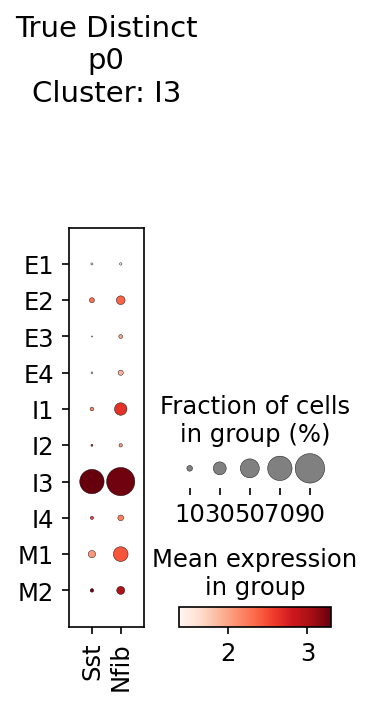 True Distinct
p0
Cluster: I3
E1
E2
E3
E4
I1
I2
I3
I4
M1
M2
Sst
Nfib
Fraction of cells
in group (%)
1030507090
Mean expression
in group
2 3